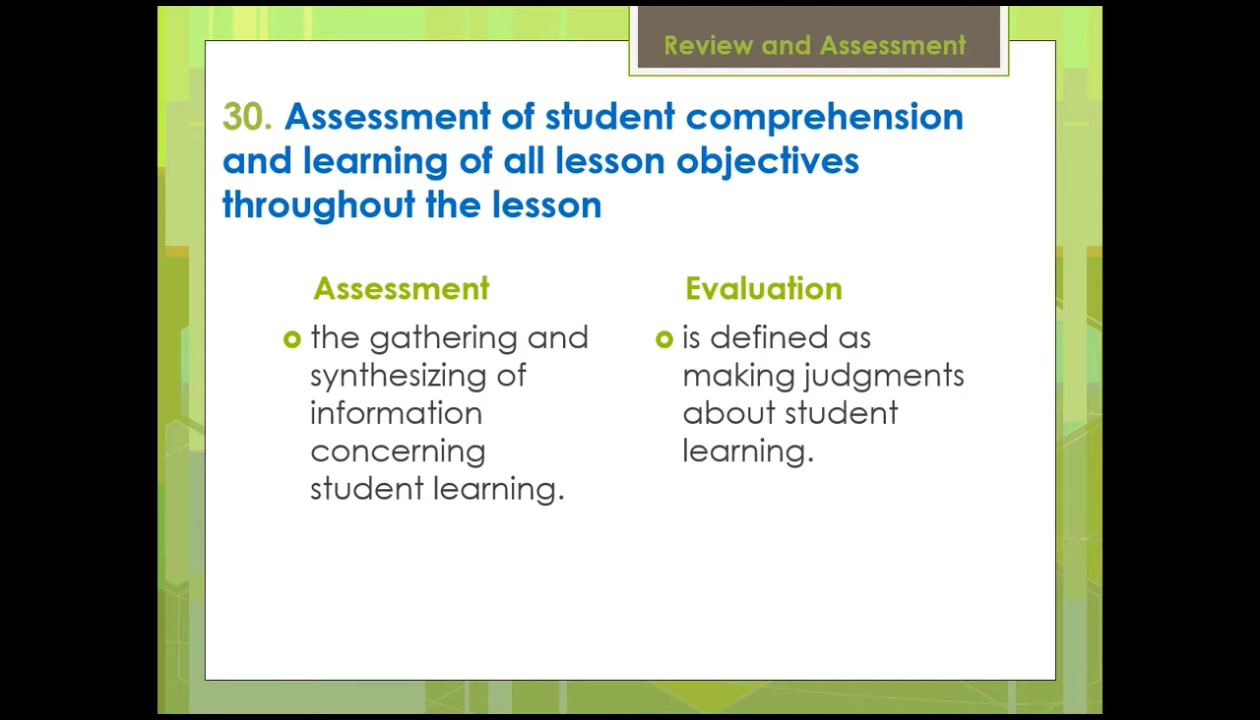 Review and Assessment
30. Assessment of student comprehension
and learning of all lesson objectives
throughout the lesson
Assessment
the gathering and
synthesizing of
information
concerning
student learning.
Evaluation
is defined as
making judgments
about student
learning.